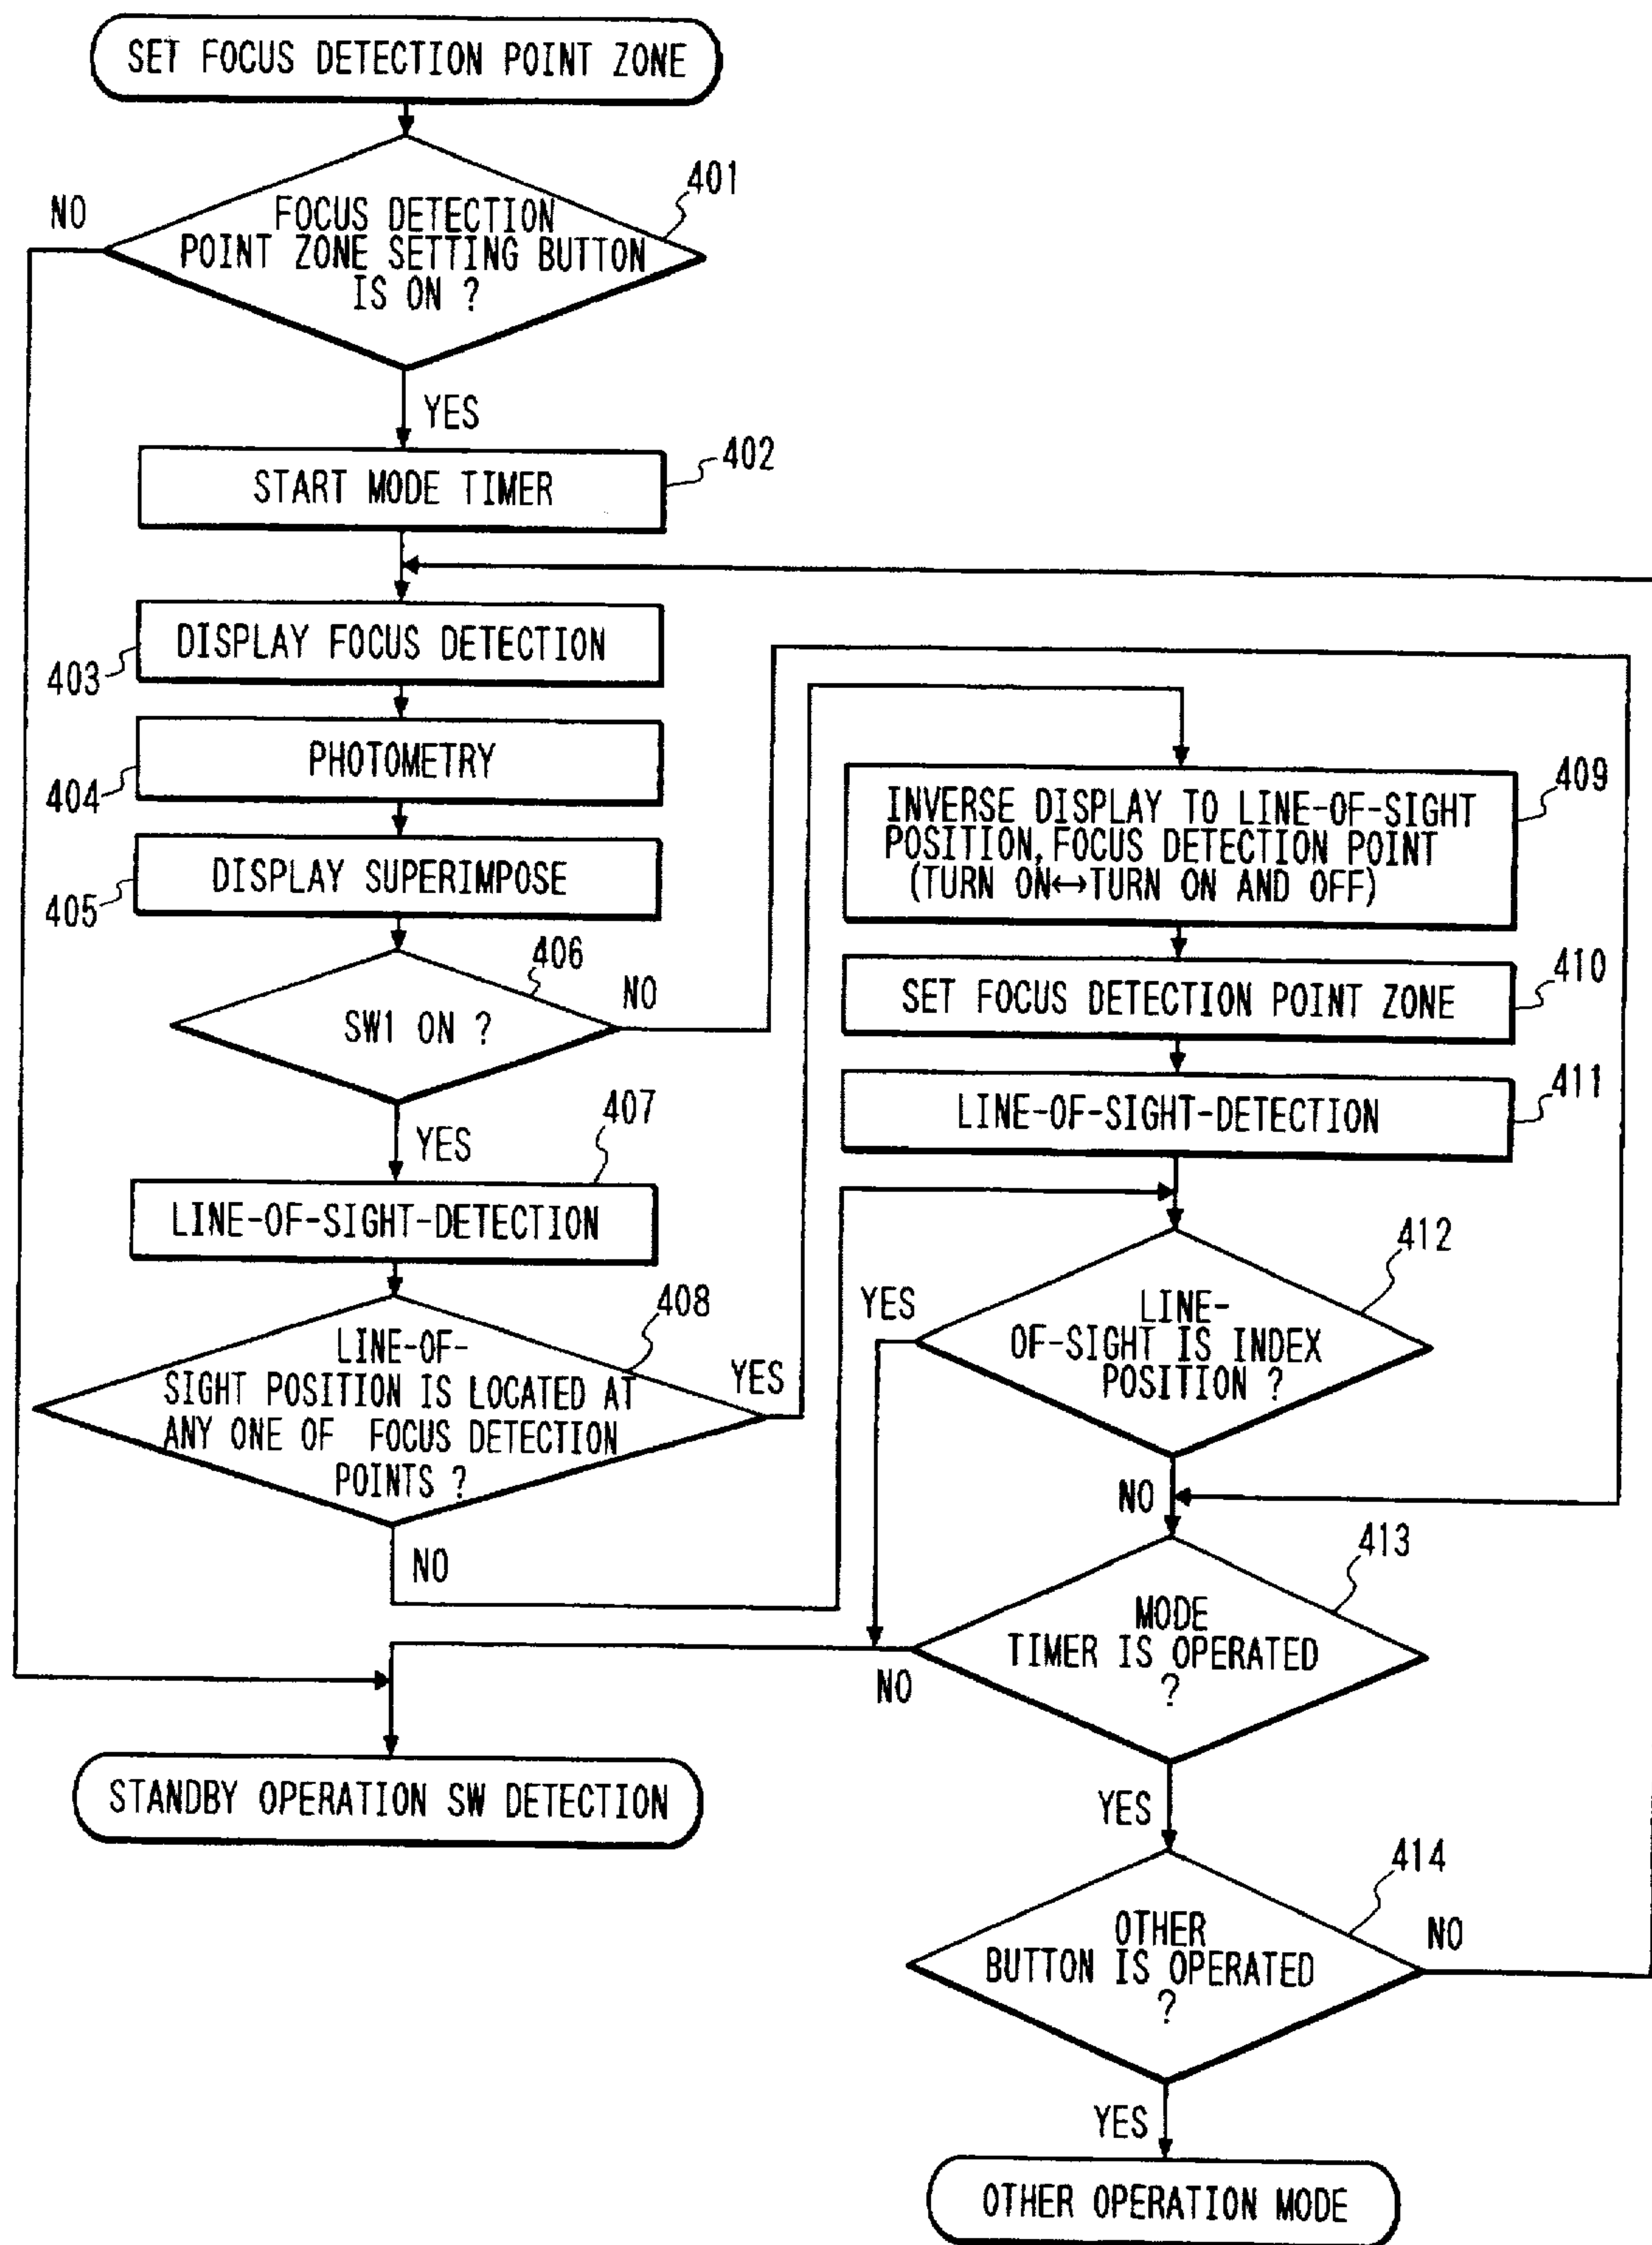 SET FOCUS DETECTION POINT ZONE
401
NO
FOCUS DETECTION
POINT ZONE SETTING BUTTON
IS ON ?
YES
402
START MODE TIMER
403
DISPLAY FOCUS DETECTION
404
PHOTOMETRY
405
DISPLAY SUPERIMPOSE
406
NO
SW1 ON ?
YES
407
LINE-OF-SIGHT-DETECTION
408
LINE-OF-
SIGHT POSITION IS LOCATED AT
ANY ONE OF FOCUS DETECTION
POINTS ?
YES
NO
409
INVERSE DISPLAY TO LINE-OF-SIGHT
POSITION, FOCUS DETECTION POINT
(TURN ON↔TURN ON AND OFF)
410
SET FOCUS DETECTION POINT ZONE
411
LINE-OF-SIGHT-DETECTION
412
YES
LINE-
OF-SIGHT IS INDEX
POSITION ?
NO
413
MODE
TIMER IS OPERATED
?
NO
YES
STANDBY OPERATION SW DETECTION
414
OTHER
BUTTON IS OPERATED
?
NO
YES
OTHER OPERATION MODE